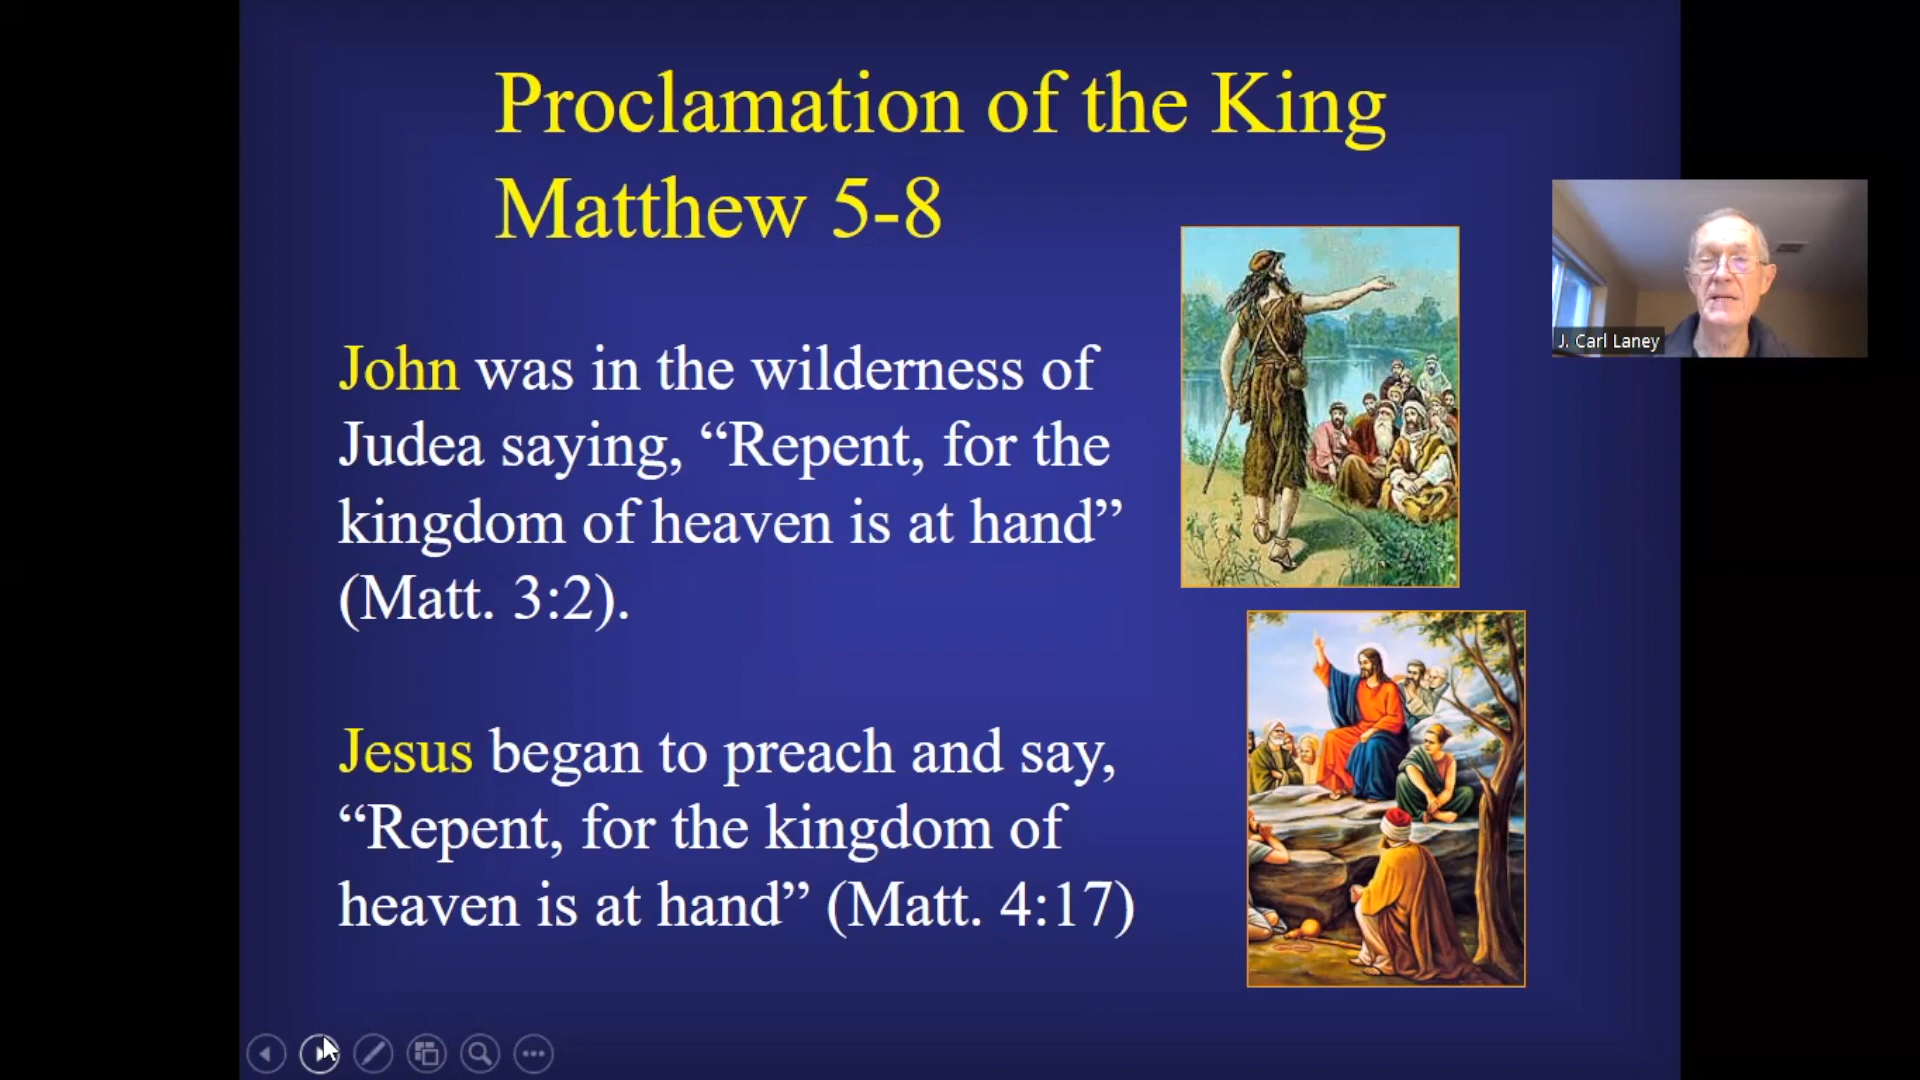 Proclamation of the King
Matthew 5-8
John was in the wilderness of
Judea saying, “Repent, for the
kingdom of heaven is at hand”
(Matt. 3:2).
Jesus began to preach and say,
“Repent, for the kingdom of
heaven is at hand” (Matt. 4:17)
J. Carl Laney